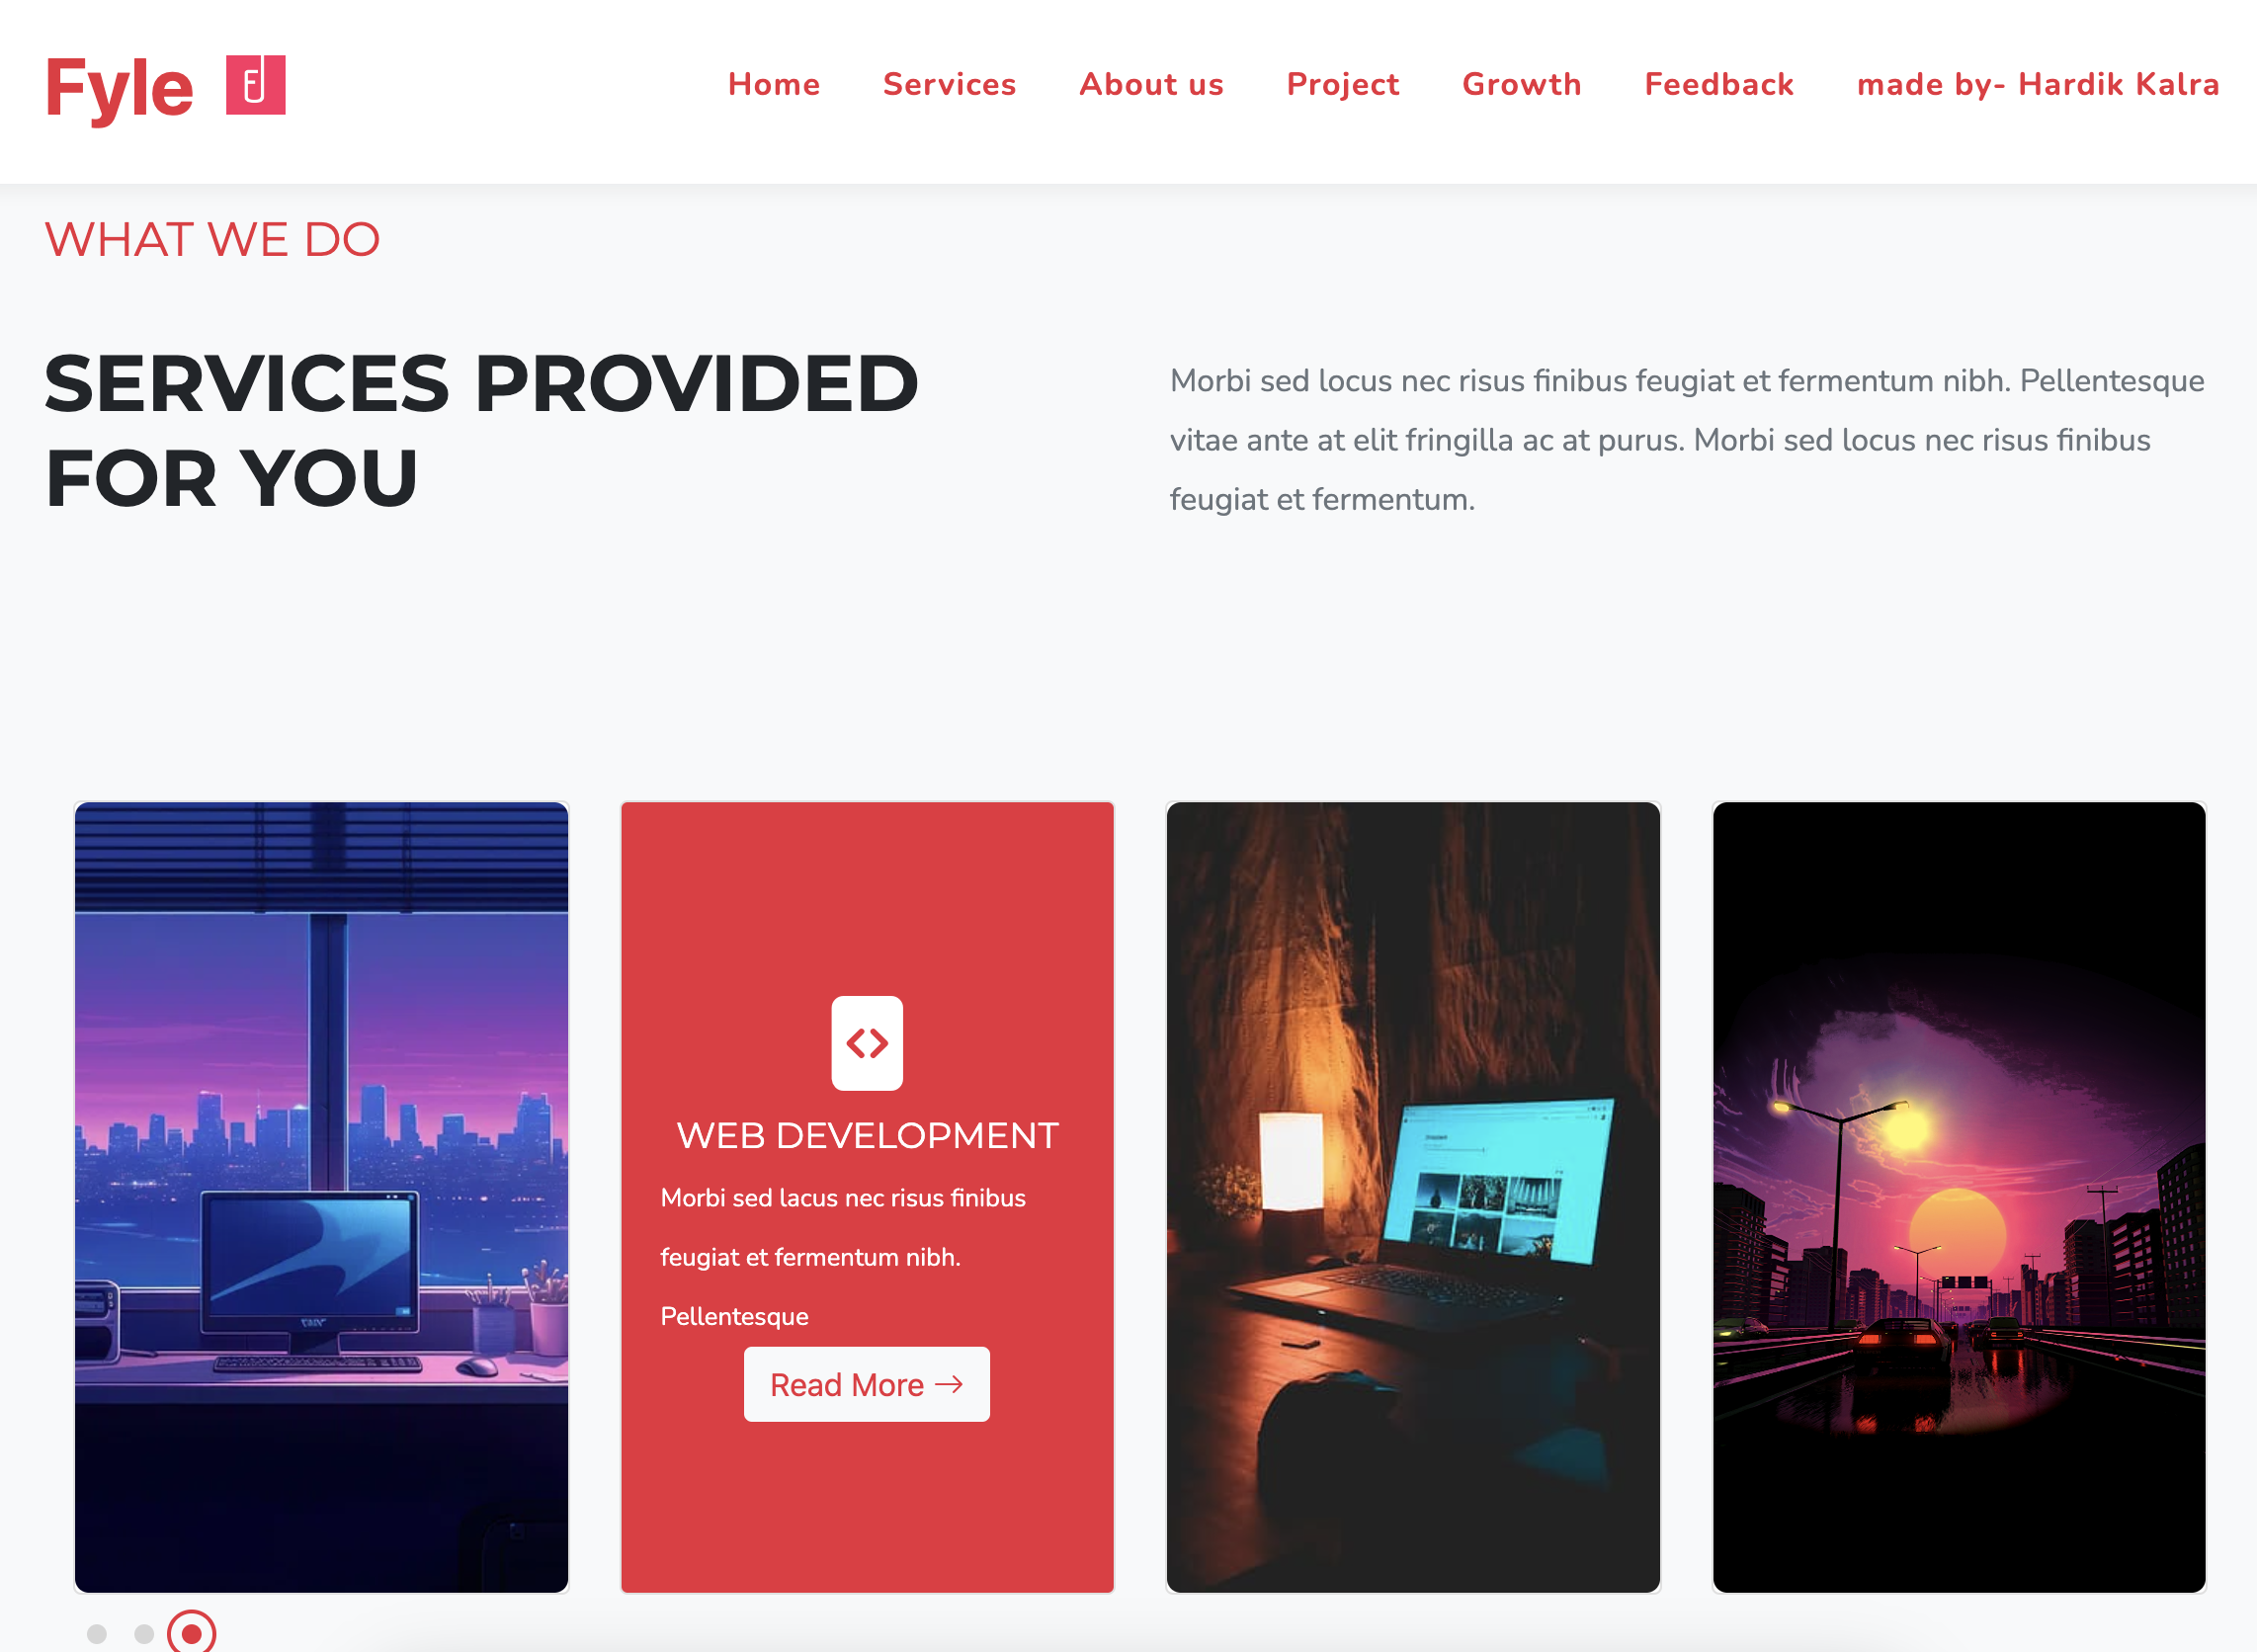 Fyle
Home Services About us Project Growth Feedback made by- Hardik Kalra
WHAT WE DO
SERVICES PROVIDED
FOR YOU
Morbi sed locus nec risus finibus feugiat et fermentum nibh. Pellentesque
vitae ante at elit fringilla ac at purus. Morbi sed locus nec risus finibus
feugiat et fermentum.
WEB DEVELOPMENT
Morbi sed lacus nec risus finibus
feugiat et fermentum nibh.
Pellentesque
Read More →